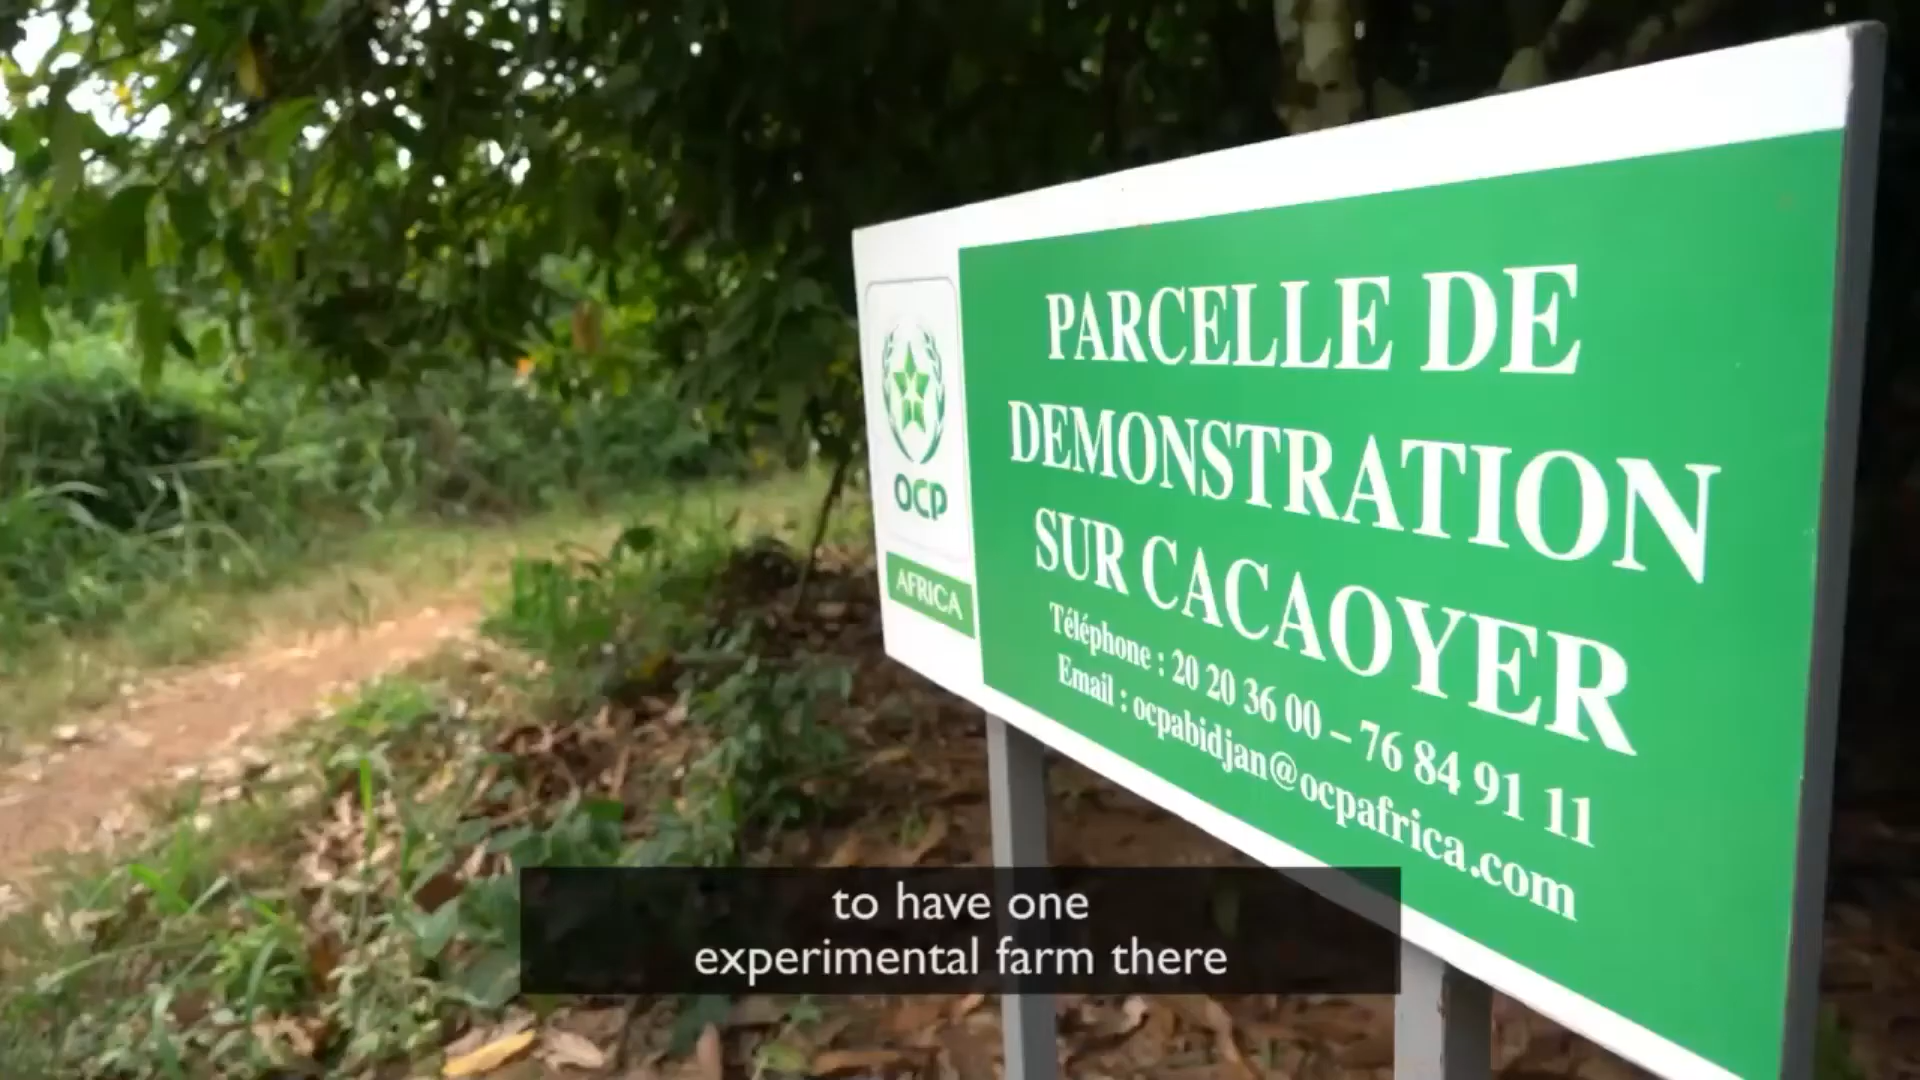 OCP
AFRICA
PARCELLE DE
DEMONSTRATION
SUR CACAOYER
Téléphone : 20 20 36 00 – 76 84 91 11
Email : ocpabidjan@ocpafrica.com
to have one
experimental farm there